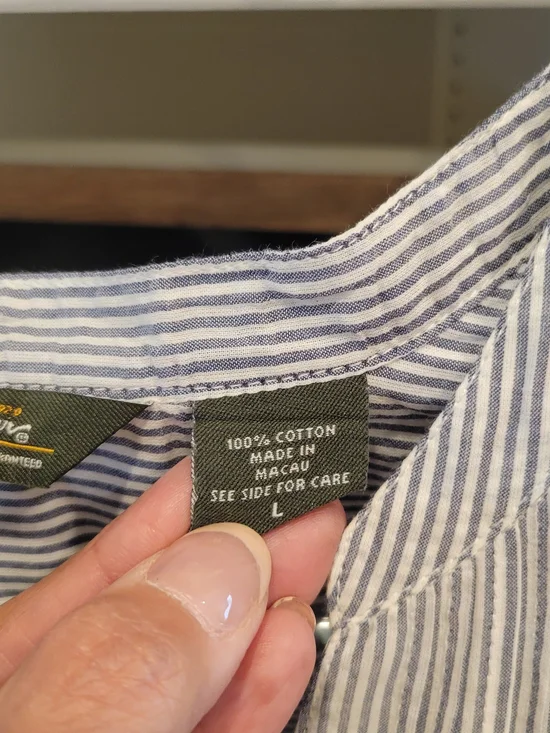 100% COTTON
MADE IN
MACAU
SEE SIDE FOR CARE
L